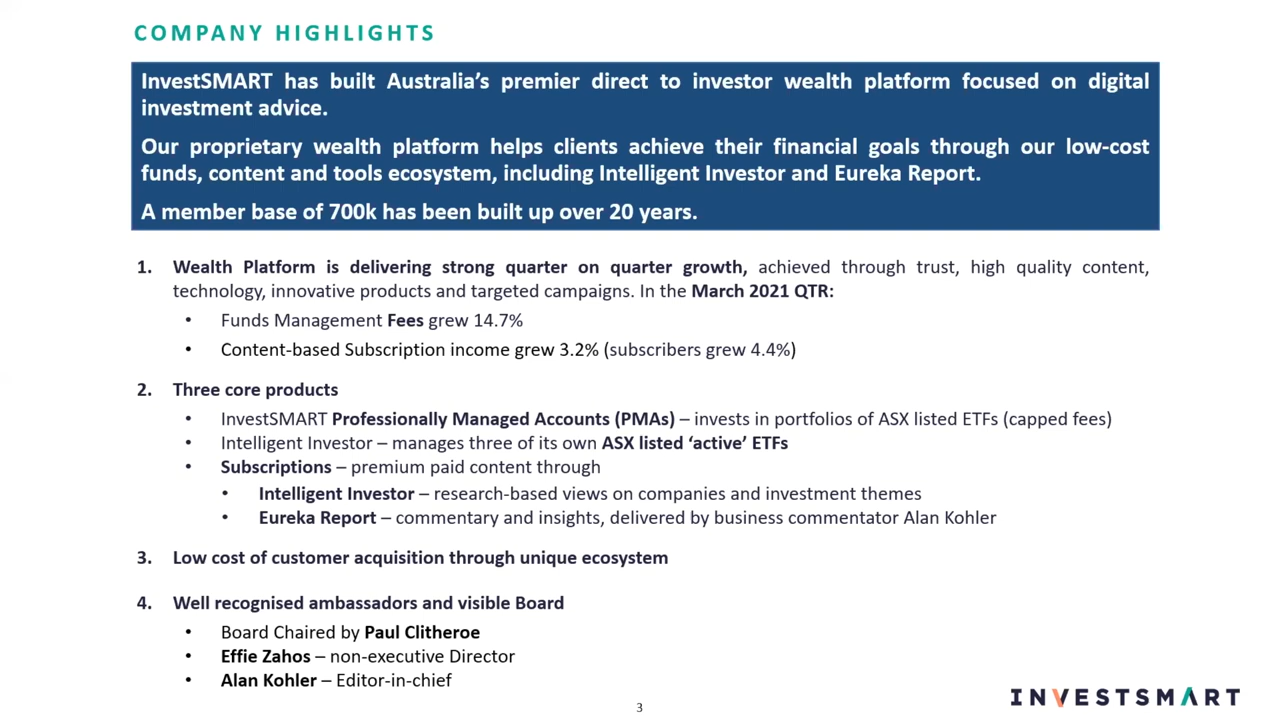 COMPANY HIGHLIGHTS
InvestSMART has built Australia’s premier direct to investor wealth platform focused on digital
investment advice.
Our proprietary wealth platform helps clients achieve their financial goals through our low-cost
funds, content and tools ecosystem, including Intelligent Investor and Eureka Report.
A member base of 700k has been built up over 20 years.
1. Wealth Platform is delivering strong quarter on quarter growth, achieved through trust, high quality content,
technology, innovative products and targeted campaigns. In the March 2021 QTR:
• Funds Management Fees grew 14.7%
• Content-based Subscription income grew 3.2% (subscribers grew 4.4%)
2. Three core products
• InvestSMART Professionally Managed Accounts (PMAs) – invests in portfolios of ASX listed ETFs (capped fees)
• Intelligent Investor – manages three of its own ASX listed ‘active’ ETFs
• Subscriptions – premium paid content through
• Intelligent Investor – research-based views on companies and investment themes
• Eureka Report – commentary and insights, delivered by business commentator Alan Kohler
3. Low cost of customer acquisition through unique ecosystem
4. Well recognised ambassadors and visible Board
• Board Chaired by Paul Clitheroe
• Effie Zahos – non-executive Director
• Alan Kohler – Editor-in-chief
INVESTSMART
3